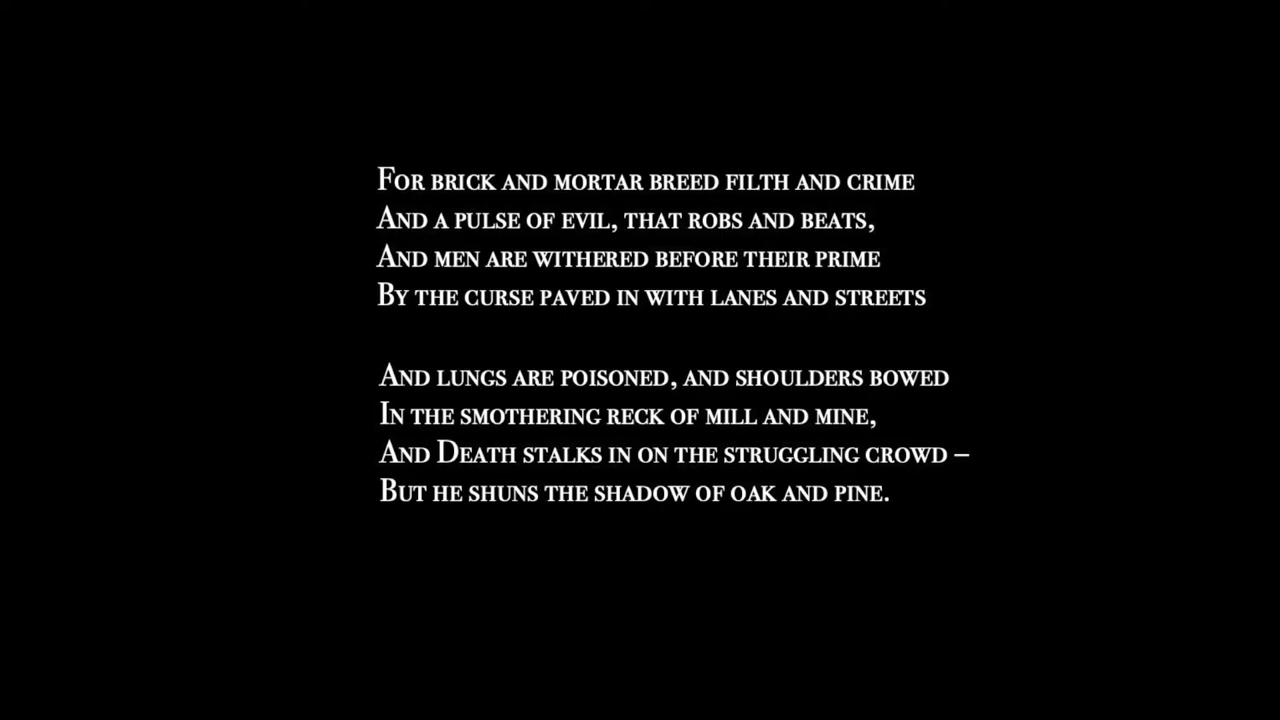 For brick and mortar breed filth and crime
And a pulse of evil, that robs and beats,
And men are withered before their prime
By the curse paved in with lanes and streets
And lungs are poisoned, and shoulders bowed
In the smothering reck of mill and mine,
And Death stalks in on the struggling crowd –
But he shuns the shadow of oak and pine.